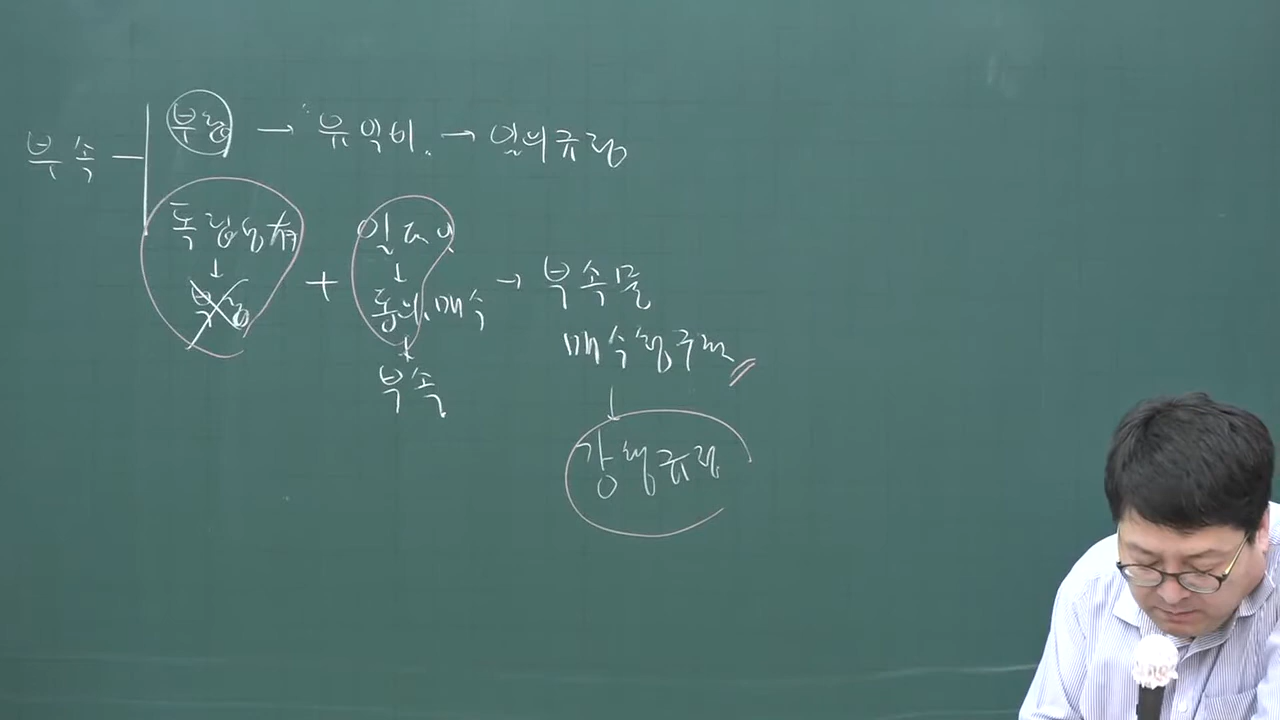 부속 부합 → 유익비 → 임의규정
독립성 有 + 임대인 → 부속물
↓ 부합
↓ 동의, 매수
매수청구권
↓ 부속
↓ 강행규정